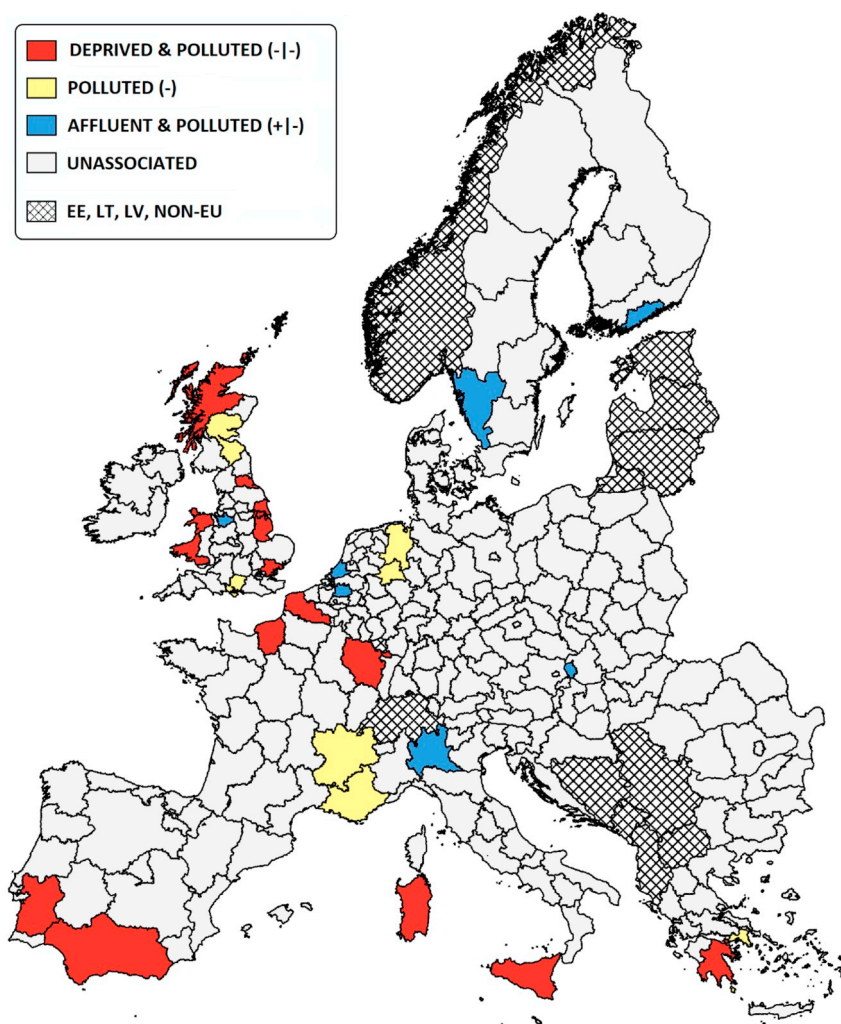 DEPRIVED & POLLUTED (-|-)
POLLUTED (-)
AFFLUENT & POLLUTED (+|-)
UNASSOCIATED
EE, LT, LV, NON-EU